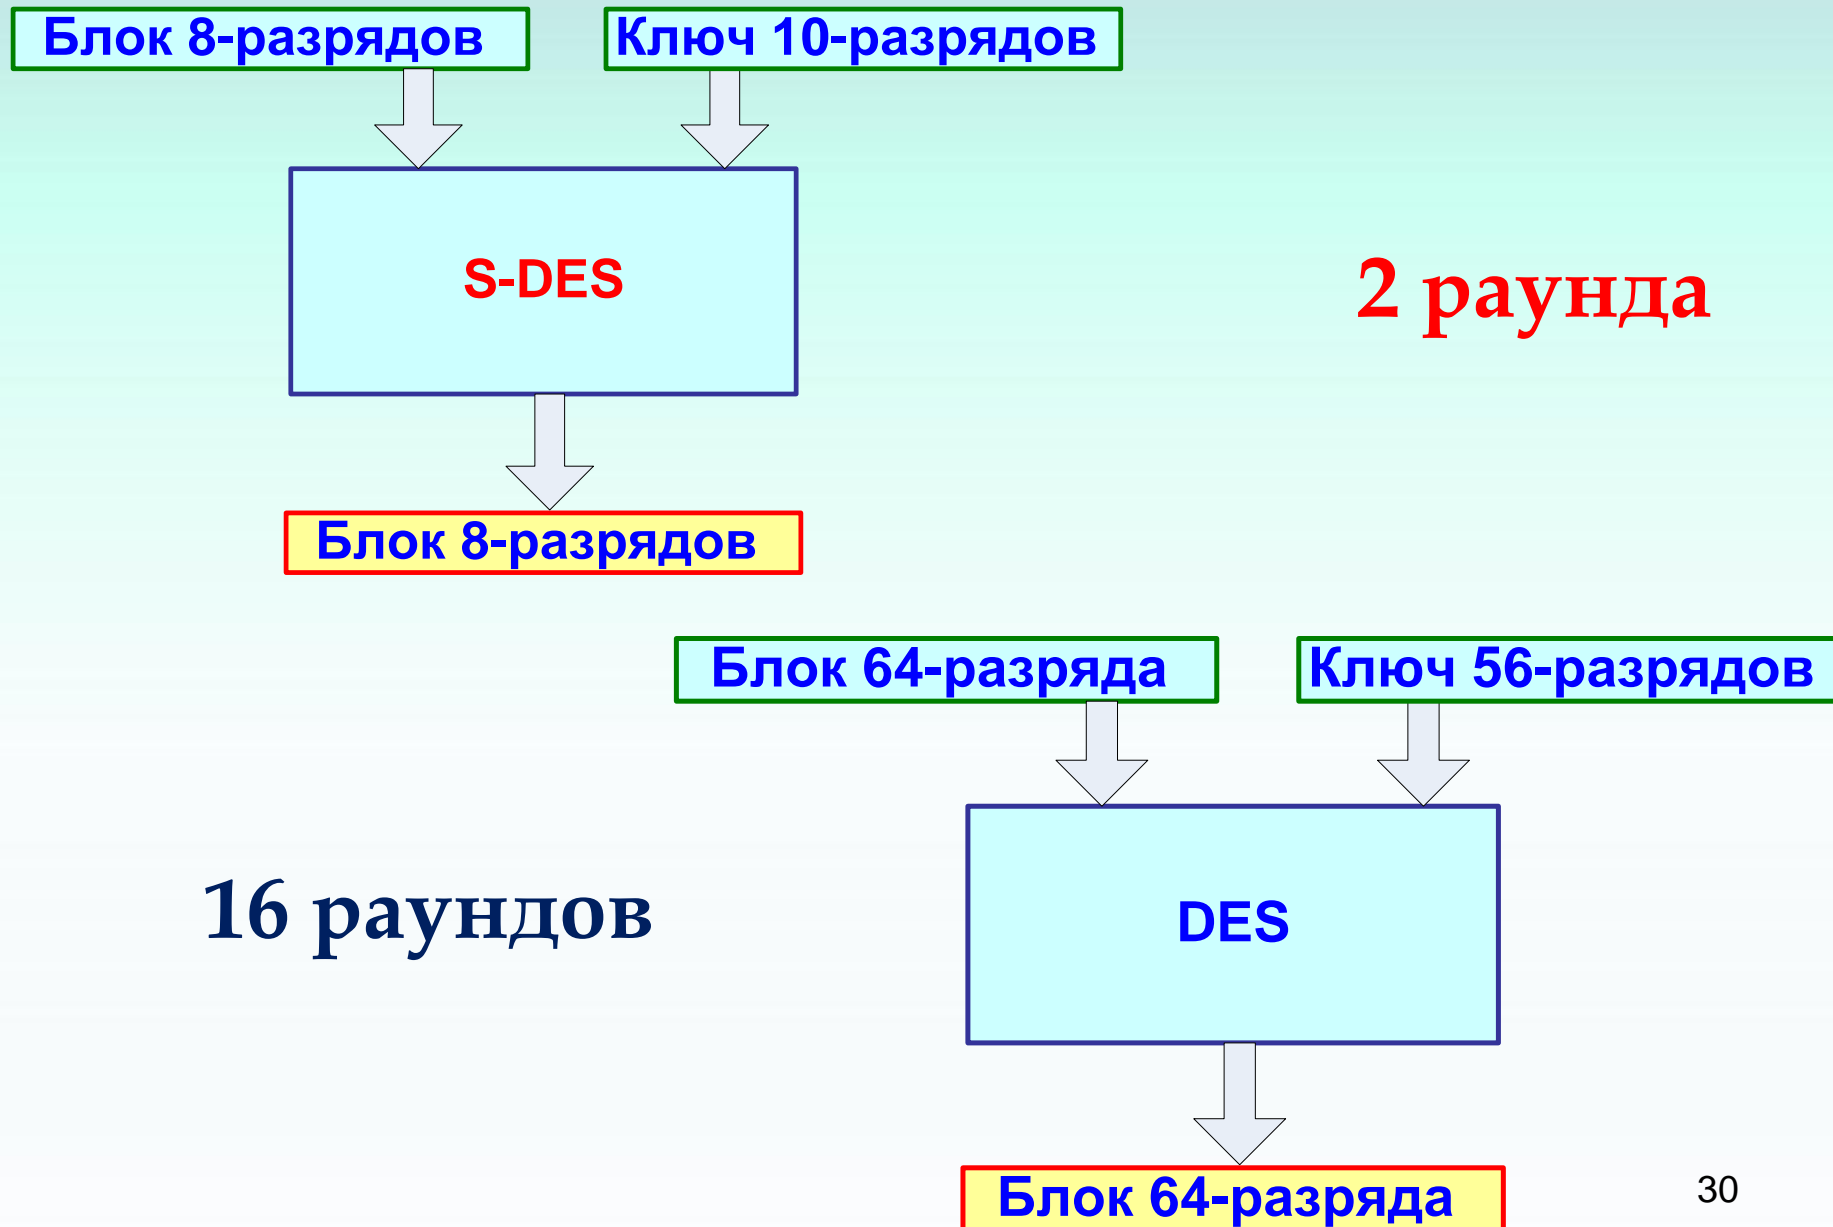 Блок 8-разрядов
Ключ 10-разрядов
S-DES
2 раунда
Блок 8-разрядов
Блок 64-разряда
Ключ 56-разрядов
16 раундов
DES
Блок 64-разряда
30